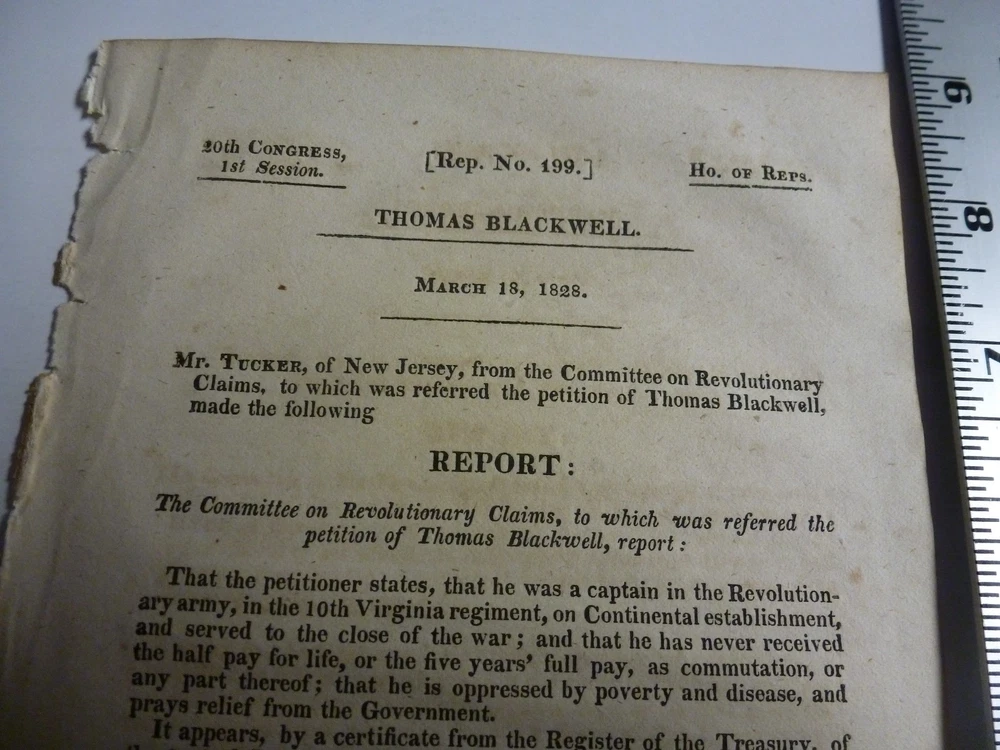 20th Congress,
1st Session.
[Rep. No. 199.]
Ho. of Reps.
THOMAS BLACKWELL.
March 18, 1828.
Mr. Tucker, of New Jersey, from the Committee on Revolutionary
Claims, to which was referred the petition of Thomas Blackwell,
made the following
REPORT:
The Committee on Revolutionary Claims, to which was referred the
petition of Thomas Blackwell, report:
That the petitioner states, that he was a captain in the Revolution-
ary army, in the 10th Virginia regiment, on Continental establishment,
and served to the close of the war; and that he has never received
the half pay for life, or the five years' full pay, as commutation, or
any part thereof; that he is oppressed by poverty and disease, and
prays relief from the Government.
It appears, by a certificate from the Register of the Treasury, of
9
8
7